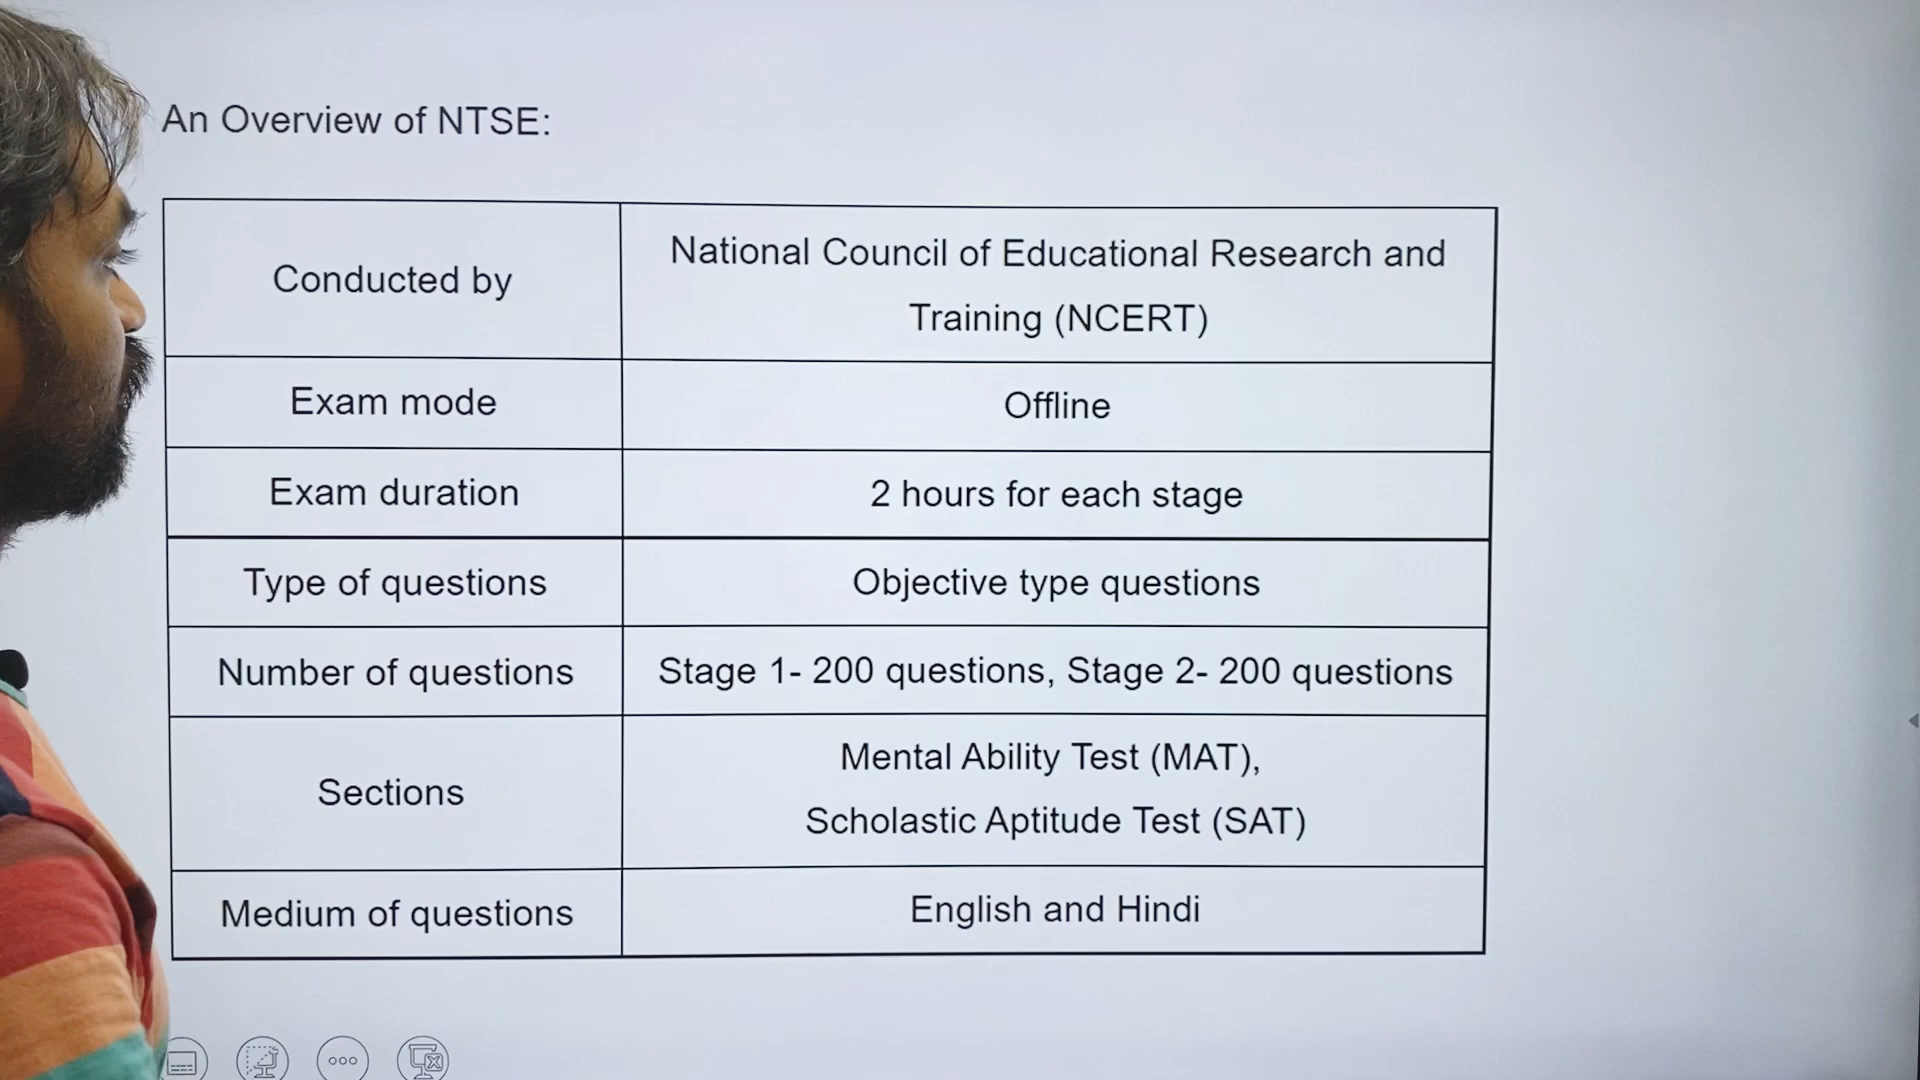 An Overview of NTSE:
Conducted by
National Council of Educational Research and
Training (NCERT)
Exam mode
Offline
Exam duration
2 hours for each stage
Type of questions
Objective type questions
Number of questions
Stage 1- 200 questions, Stage 2- 200 questions
Sections
Mental Ability Test (MAT),
Scholastic Aptitude Test (SAT)
Medium of questions
English and Hindi